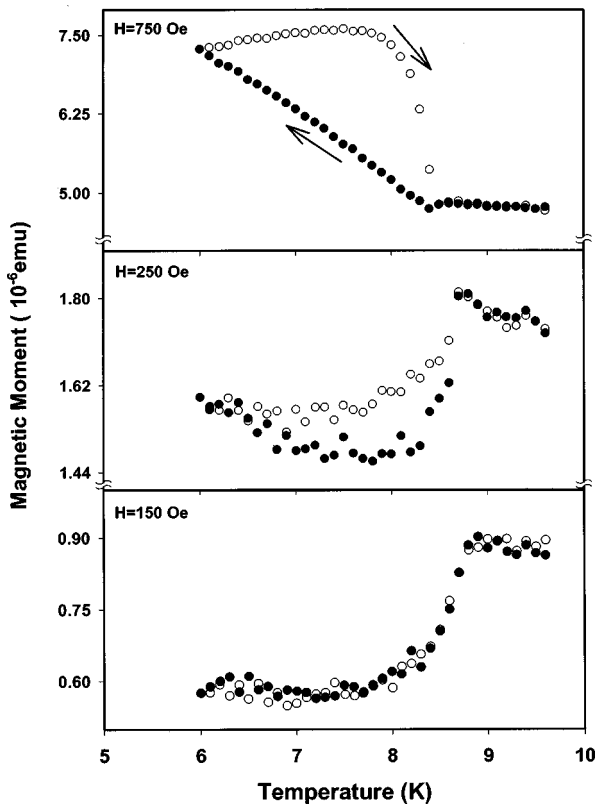 H=750 Oe
7.50
6.25
5.00
H=250 Oe
1.80
1.62
1.44
H=150 Oe
0.90
0.75
0.60
Magnetic Moment ( 10⁻⁶emu)
5 6 7 8 9 10
Temperature (K)